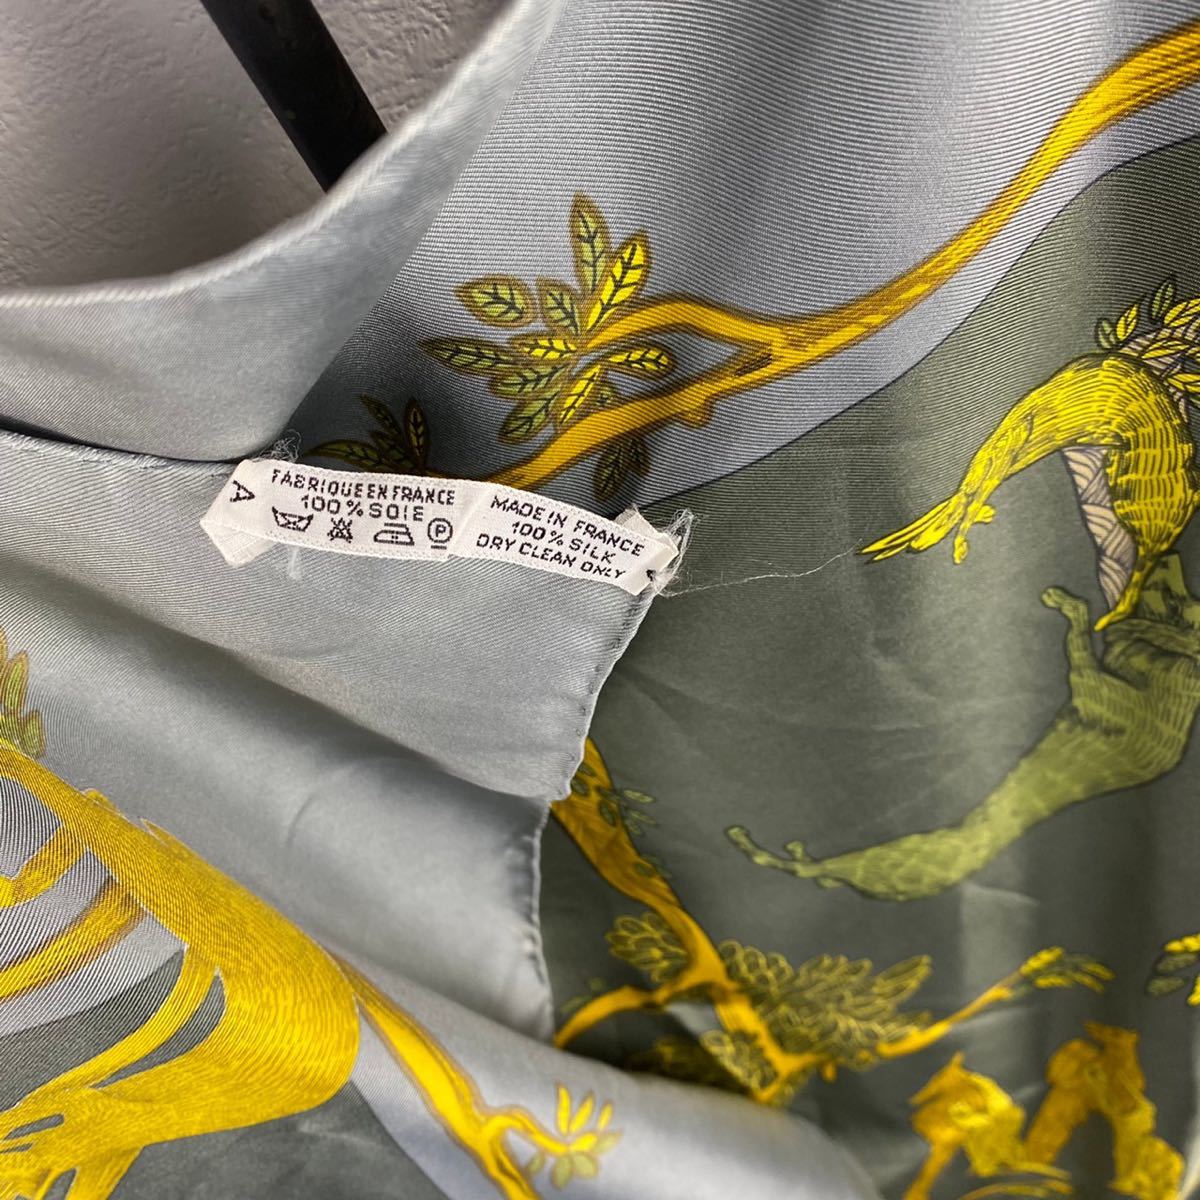 A
FABRIQUE EN FRANCE
100% SOIE
P
MADE IN FRANCE
100% SILK
DRY CLEAN ONLY